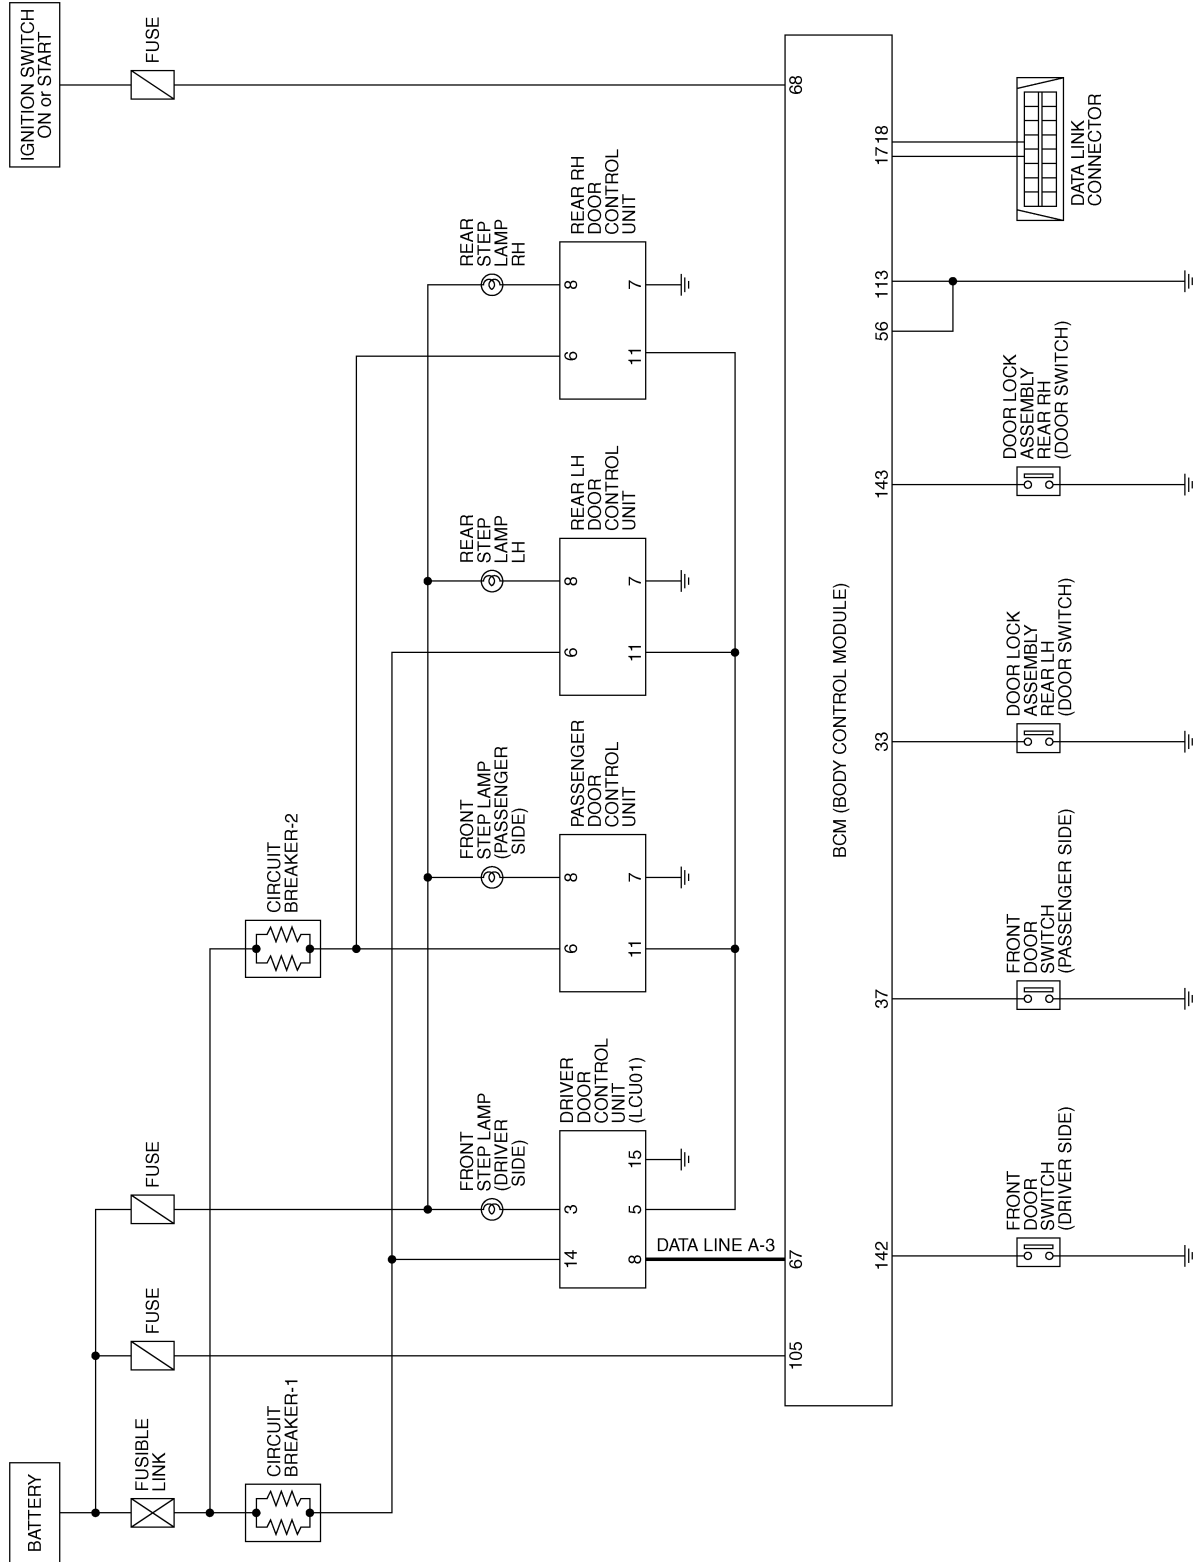 BATTERY
IGNITION SWITCH
ON or START
FUSIBLE
LINK
FUSE
FUSE
FUSE
CIRCUIT
BREAKER-1
CIRCUIT
BREAKER-2
FRONT
STEP LAMP
(DRIVER
SIDE)
FRONT
STEP LAMP
(PASSENGER
SIDE)
REAR
STEP
LAMP
LH
REAR
STEP
LAMP
RH
14
3
DRIVER
DOOR
CONTROL
UNIT
(LCU01)
8
5
15
6
8
PASSENGER
DOOR
CONTROL
UNIT
11
7
6
8
REAR LH
DOOR
CONTROL
UNIT
11
7
6
8
REAR RH
DOOR
CONTROL
UNIT
11
7
DATA LINE A-3
105
67
68
BCM (BODY CONTROL MODULE)
142
37
33
143
56
113
17
18
FRONT
DOOR
SWITCH
(DRIVER SIDE)
FRONT
DOOR
SWITCH
(PASSENGER SIDE)
DOOR LOCK
ASSEMBLY
REAR LH
(DOOR SWITCH)
DOOR LOCK
ASSEMBLY
REAR RH
(DOOR SWITCH)
DATA LINK
CONNECTOR